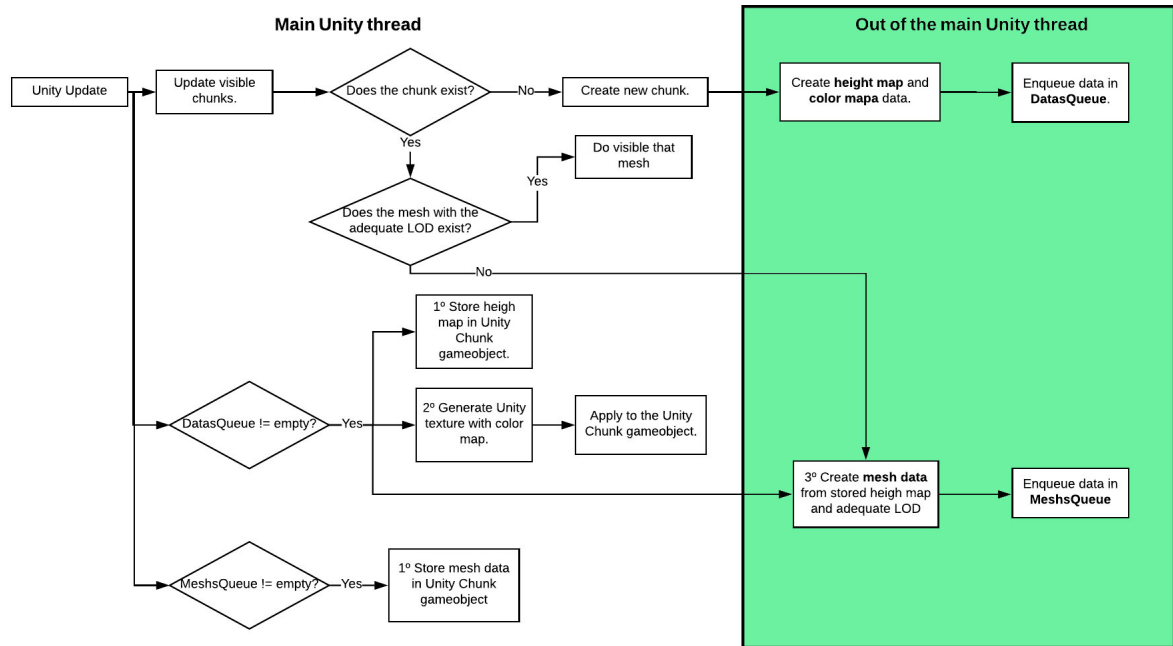 Main Unity thread
Out of the main Unity thread
Unity Update
Update visible
chunks.
Does the chunk exist?
No
Create new chunk.
Create height map and
color mapa data.
Enqueue data in
DatasQueue.
Yes
Do visible that
mesh
Yes
Does the mesh with the
adequate LOD exist?
No
1º Store heigh
map in Unity
Chunk
gameobject.
DatasQueue != empty?
Yes
2º Generate Unity
texture with color
map.
Apply to the Unity
Chunk gameobject.
3º Create mesh data
from stored heigh map
and adequate LOD
Enqueue data in
MeshsQueue
MeshsQueue != empty?
Yes
1º Store mesh data
in Unity Chunk
gameobject